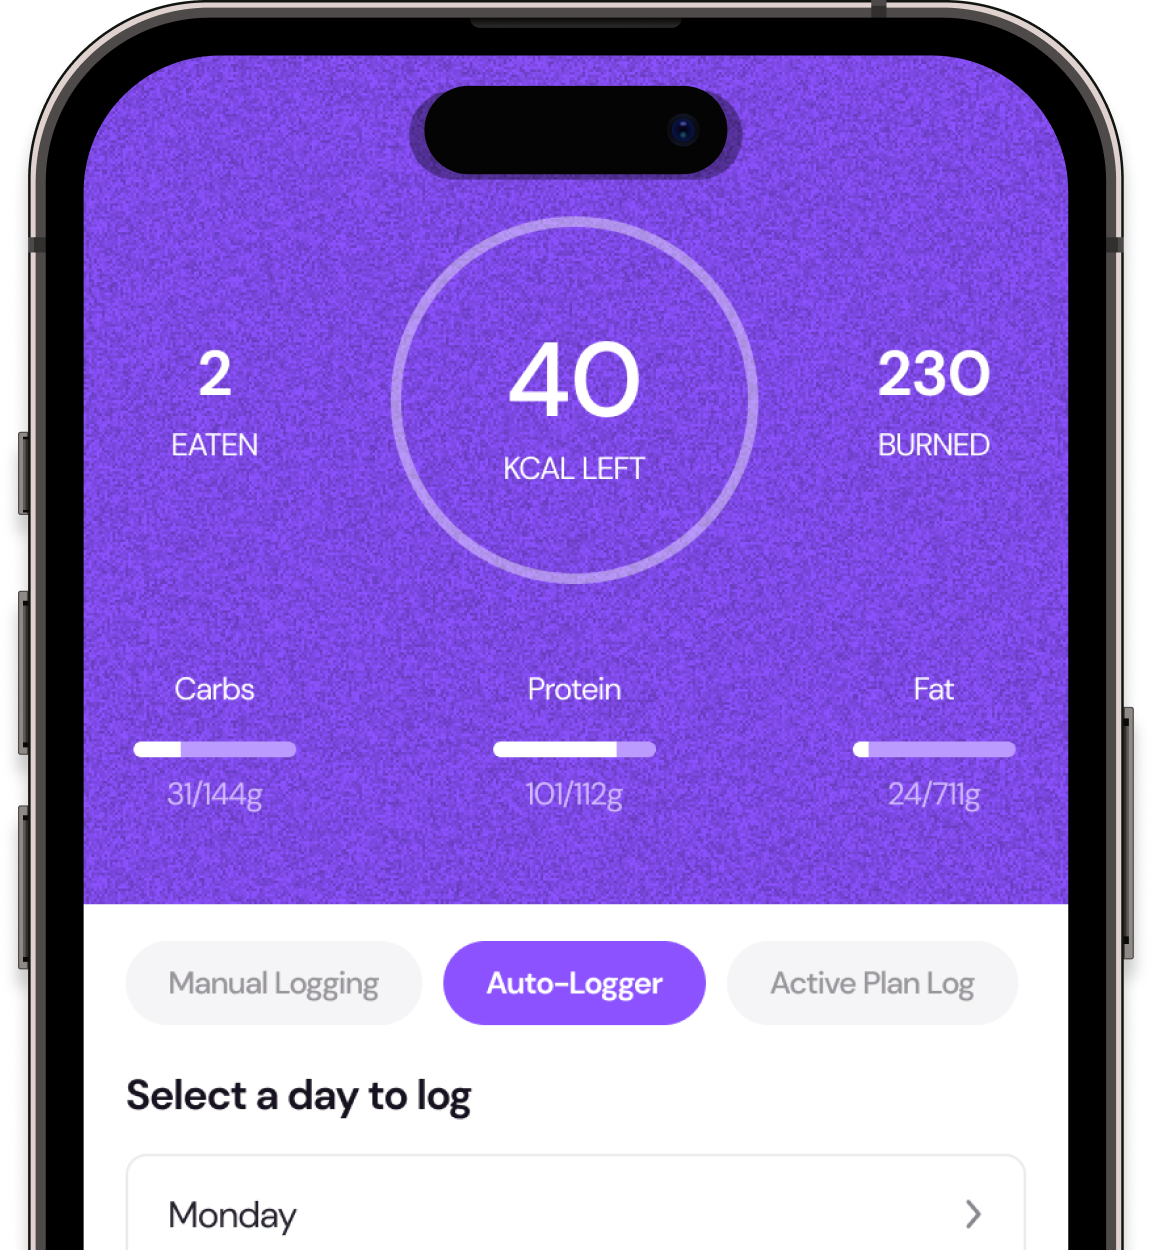 2
EATEN
40
KCAL LEFT
230
BURNED
Carbs
31/144g
Protein
101/112g
Fat
24/711g
Manual Logging
Auto-Logger
Active Plan Log
Select a day to log
Monday